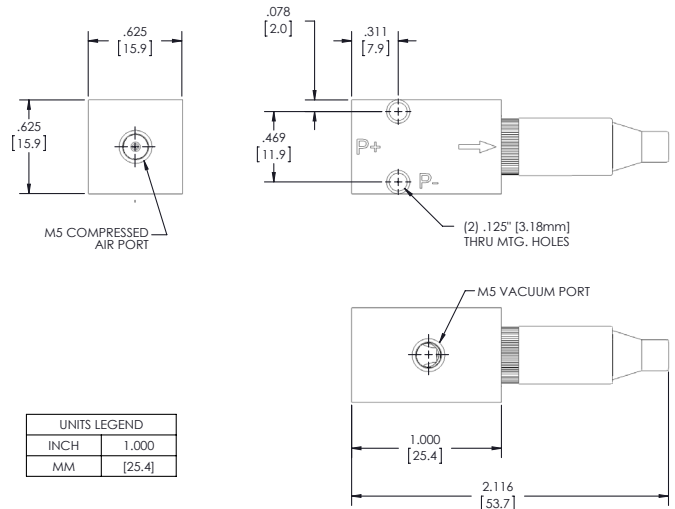 .625
[15.9]
.625
[15.9]
M5 COMPRESSED
AIR PORT
.078
[2.0]
.311
[7.9]
.469
[11.9]
P+
P-
(2) .125" [3.18mm]
THRU MTG. HOLES
M5 VACUUM PORT
1.000
[25.4]
2.116
[53.7]
UNITS LEGEND
INCH 1.000
MM [25.4]